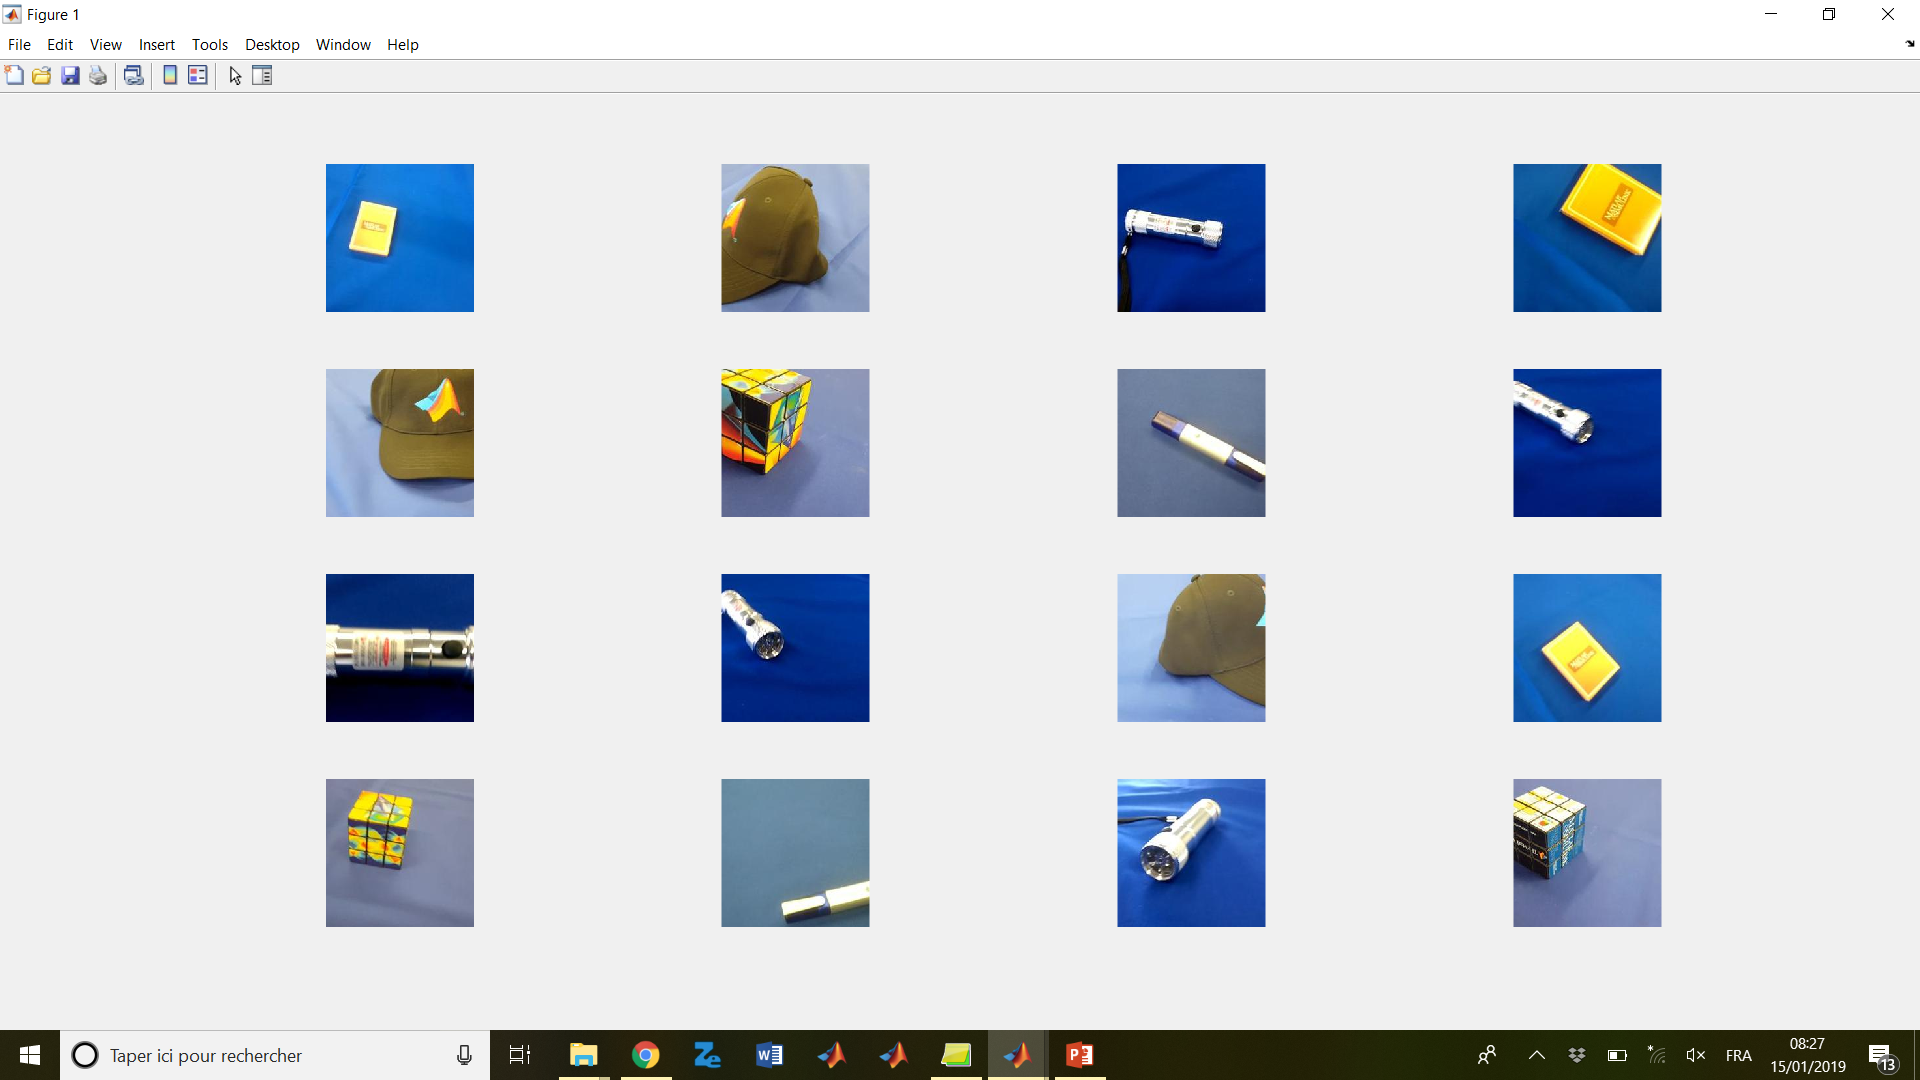 Figure 1
File Edit View Insert Tools Desktop Window Help
Taper ici pour rechercher
FRA
08:27
15/01/2019
13